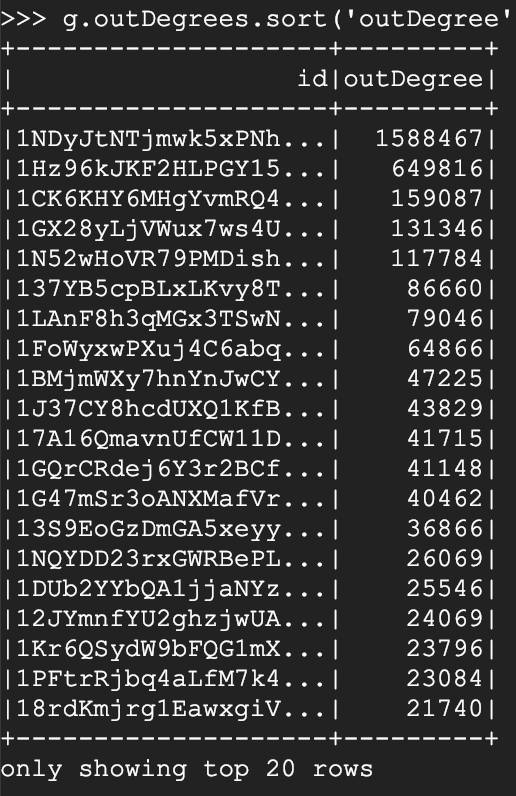 >>> g.outDegrees.sort('outDegree'
+--------------------+---------+
|                  id|outDegree|
+--------------------+---------+
|1NDyJtNTjmwk5xPNh...|  1588467|
|1Hz96kJKF2HLPGY15...|   649816|
|1CK6KHY6MHgYvmRQ4...|   159087|
|1GX28yLjVWux7ws4U...|   131346|
|1N52wHoVR79PMDish...|   117784|
|137YB5cpBLxLKvy8T...|    86660|
|1LAnF8h3qMGx3TSwN...|    79046|
|1FoWyxwPXuj4C6abq...|    64866|
|1BMjmWXy7hnYnJwCY...|    47225|
|1J37CY8hcdUXQ1KfB...|    43829|
|17A16QmavnUfCW11D...|    41715|
|1GQrCRdej6Y3r2BCf...|    41148|
|1G47mSr3oANXMafVr...|    40462|
|13S9EoGzDmGA5xeyy...|    36866|
|1NQYDD23rxGWRBePL...|    26069|
|1DUb2YYbQA1jjaNYz...|    25546|
|12JYmnfYU2ghzjwUA...|    24069|
|1Kr6QSydW9bFQG1mX...|    23796|
|1PFtrRjbq4aLfM7k4...|    23084|
|18rdKmjrg1EawxgiV...|    21740|
+--------------------+---------+
only showing top 20 rows